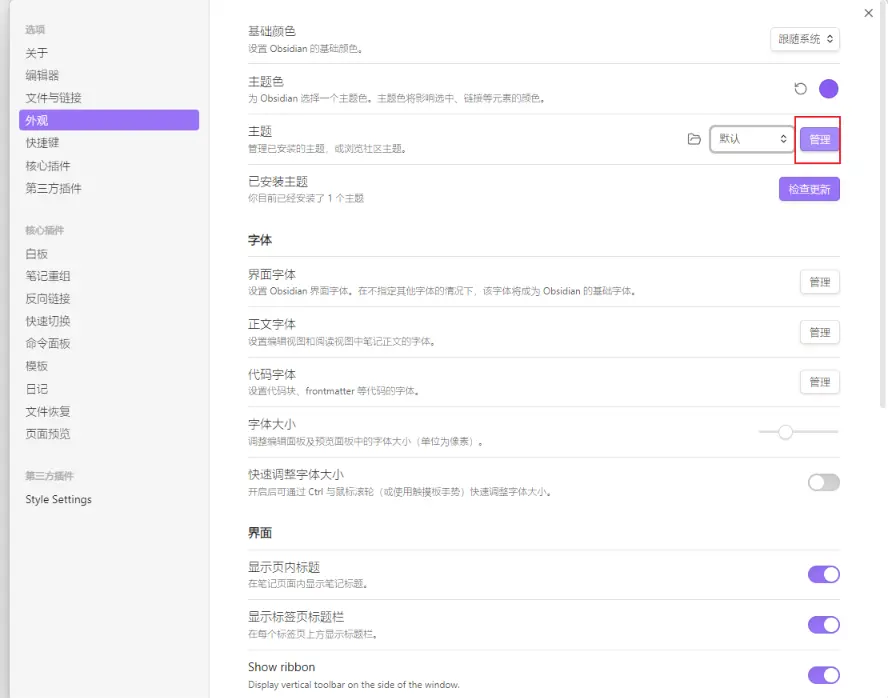 选项
关于
编辑器
文件与链接
外观
快捷键
核心插件
第三方插件
核心插件
白板
笔记重组
反向链接
快速切换
命令面板
模板
日记
文件恢复
页面预览
第三方插件
Style Settings
基础颜色
设置 Obsidian 的基础颜色。
跟随系统
主题色
为 Obsidian 选择一个主题色。主题色将影响选中、链接等元素的颜色。
主题
管理已安装的主题，或浏览社区主题。
默认
管理
已安装主题
你目前已经安装了 1 个主题
检查更新
字体
界面字体
设置 Obsidian 界面字体。在不指定其他字体的情况下，该字体将成为 Obsidian 的基础字体。
管理
正文字体
设置编辑视图和阅读视图中笔记正文的字体。
管理
代码字体
设置代码块、frontmatter 等代码的字体。
管理
字体大小
调整编辑面板及预览面板中的字体大小（单位为像素）。
快速调整字体大小
开启后可通过 Ctrl 与鼠标滚轮（或使用触摸板手势）快速调整字体大小。
界面
显示页内标题
在笔记页面内显示笔记标题。
显示标签页标题栏
在每个标签页上方显示标题栏。
Show ribbon
Display vertical toolbar on the side of the window.